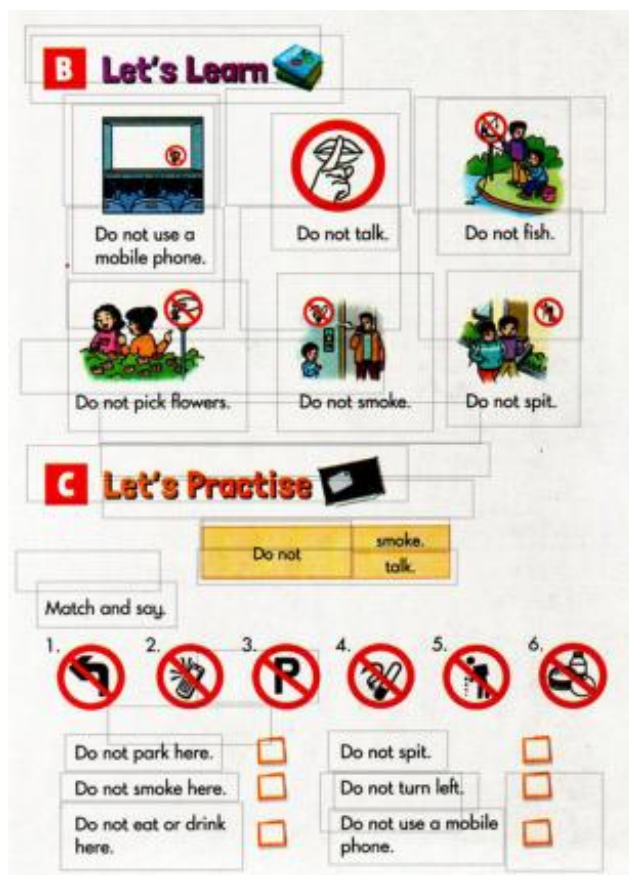 B Let's Learn
Do not use a
mobile phone.
Do not talk.
Do not fish.
Do not pick flowers.
Do not smoke.
Do not spit.
C Let's Practise
Do not
smoke.
talk.
Match and say.
1. 2. 3. P 4. 5. 6.
Do not park here.
Do not smoke here.
Do not eat or drink
here.
Do not spit.
Do not turn left.
Do not use a mobile
phone.